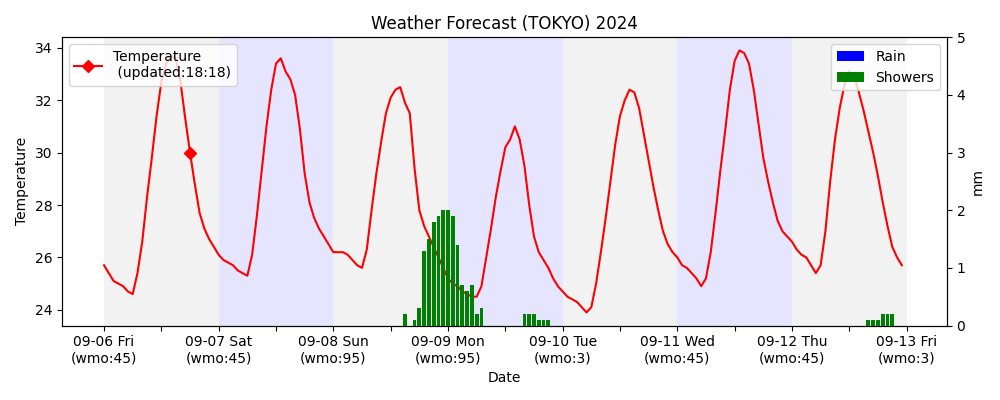 Weather Forecast (TOKYO) 2024
Temperature
(updated:18:18)
Rain
Showers
34
32
30
28
26
24
Temperature
5
4
3
2
1
0
mm
09-06 Fri 09-07 Sat 09-08 Sun 09-09 Mon 09-10 Tue 09-11 Wed 09-12 Thu 09-13 Fri
(wmo:45) (wmo:45) (wmo:95) (wmo:95) (wmo:3) (wmo:45) (wmo:45) (wmo:3)
Date